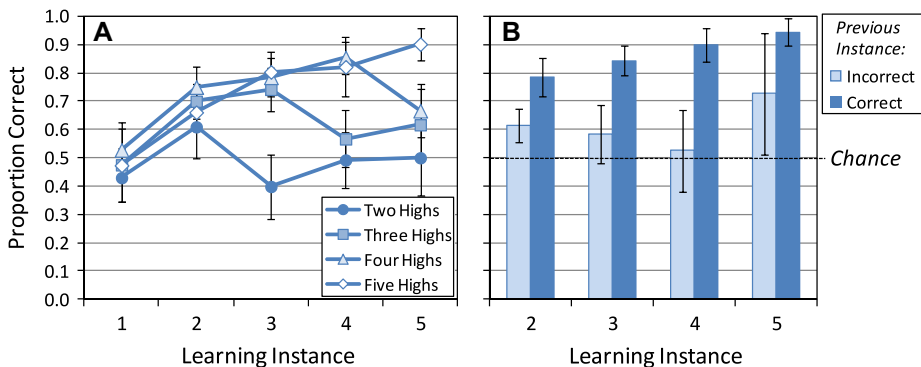 A
Proportion Correct
1.0
0.9
0.8
0.7
0.6
0.5
0.4
0.3
0.2
0.1
0.0
Two Highs
Three Highs
Four Highs
Five Highs
1 2 3 4 5
Learning Instance
B
2 3 4 5
Learning Instance
Previous
Instance:
Incorrect
Correct
Chance